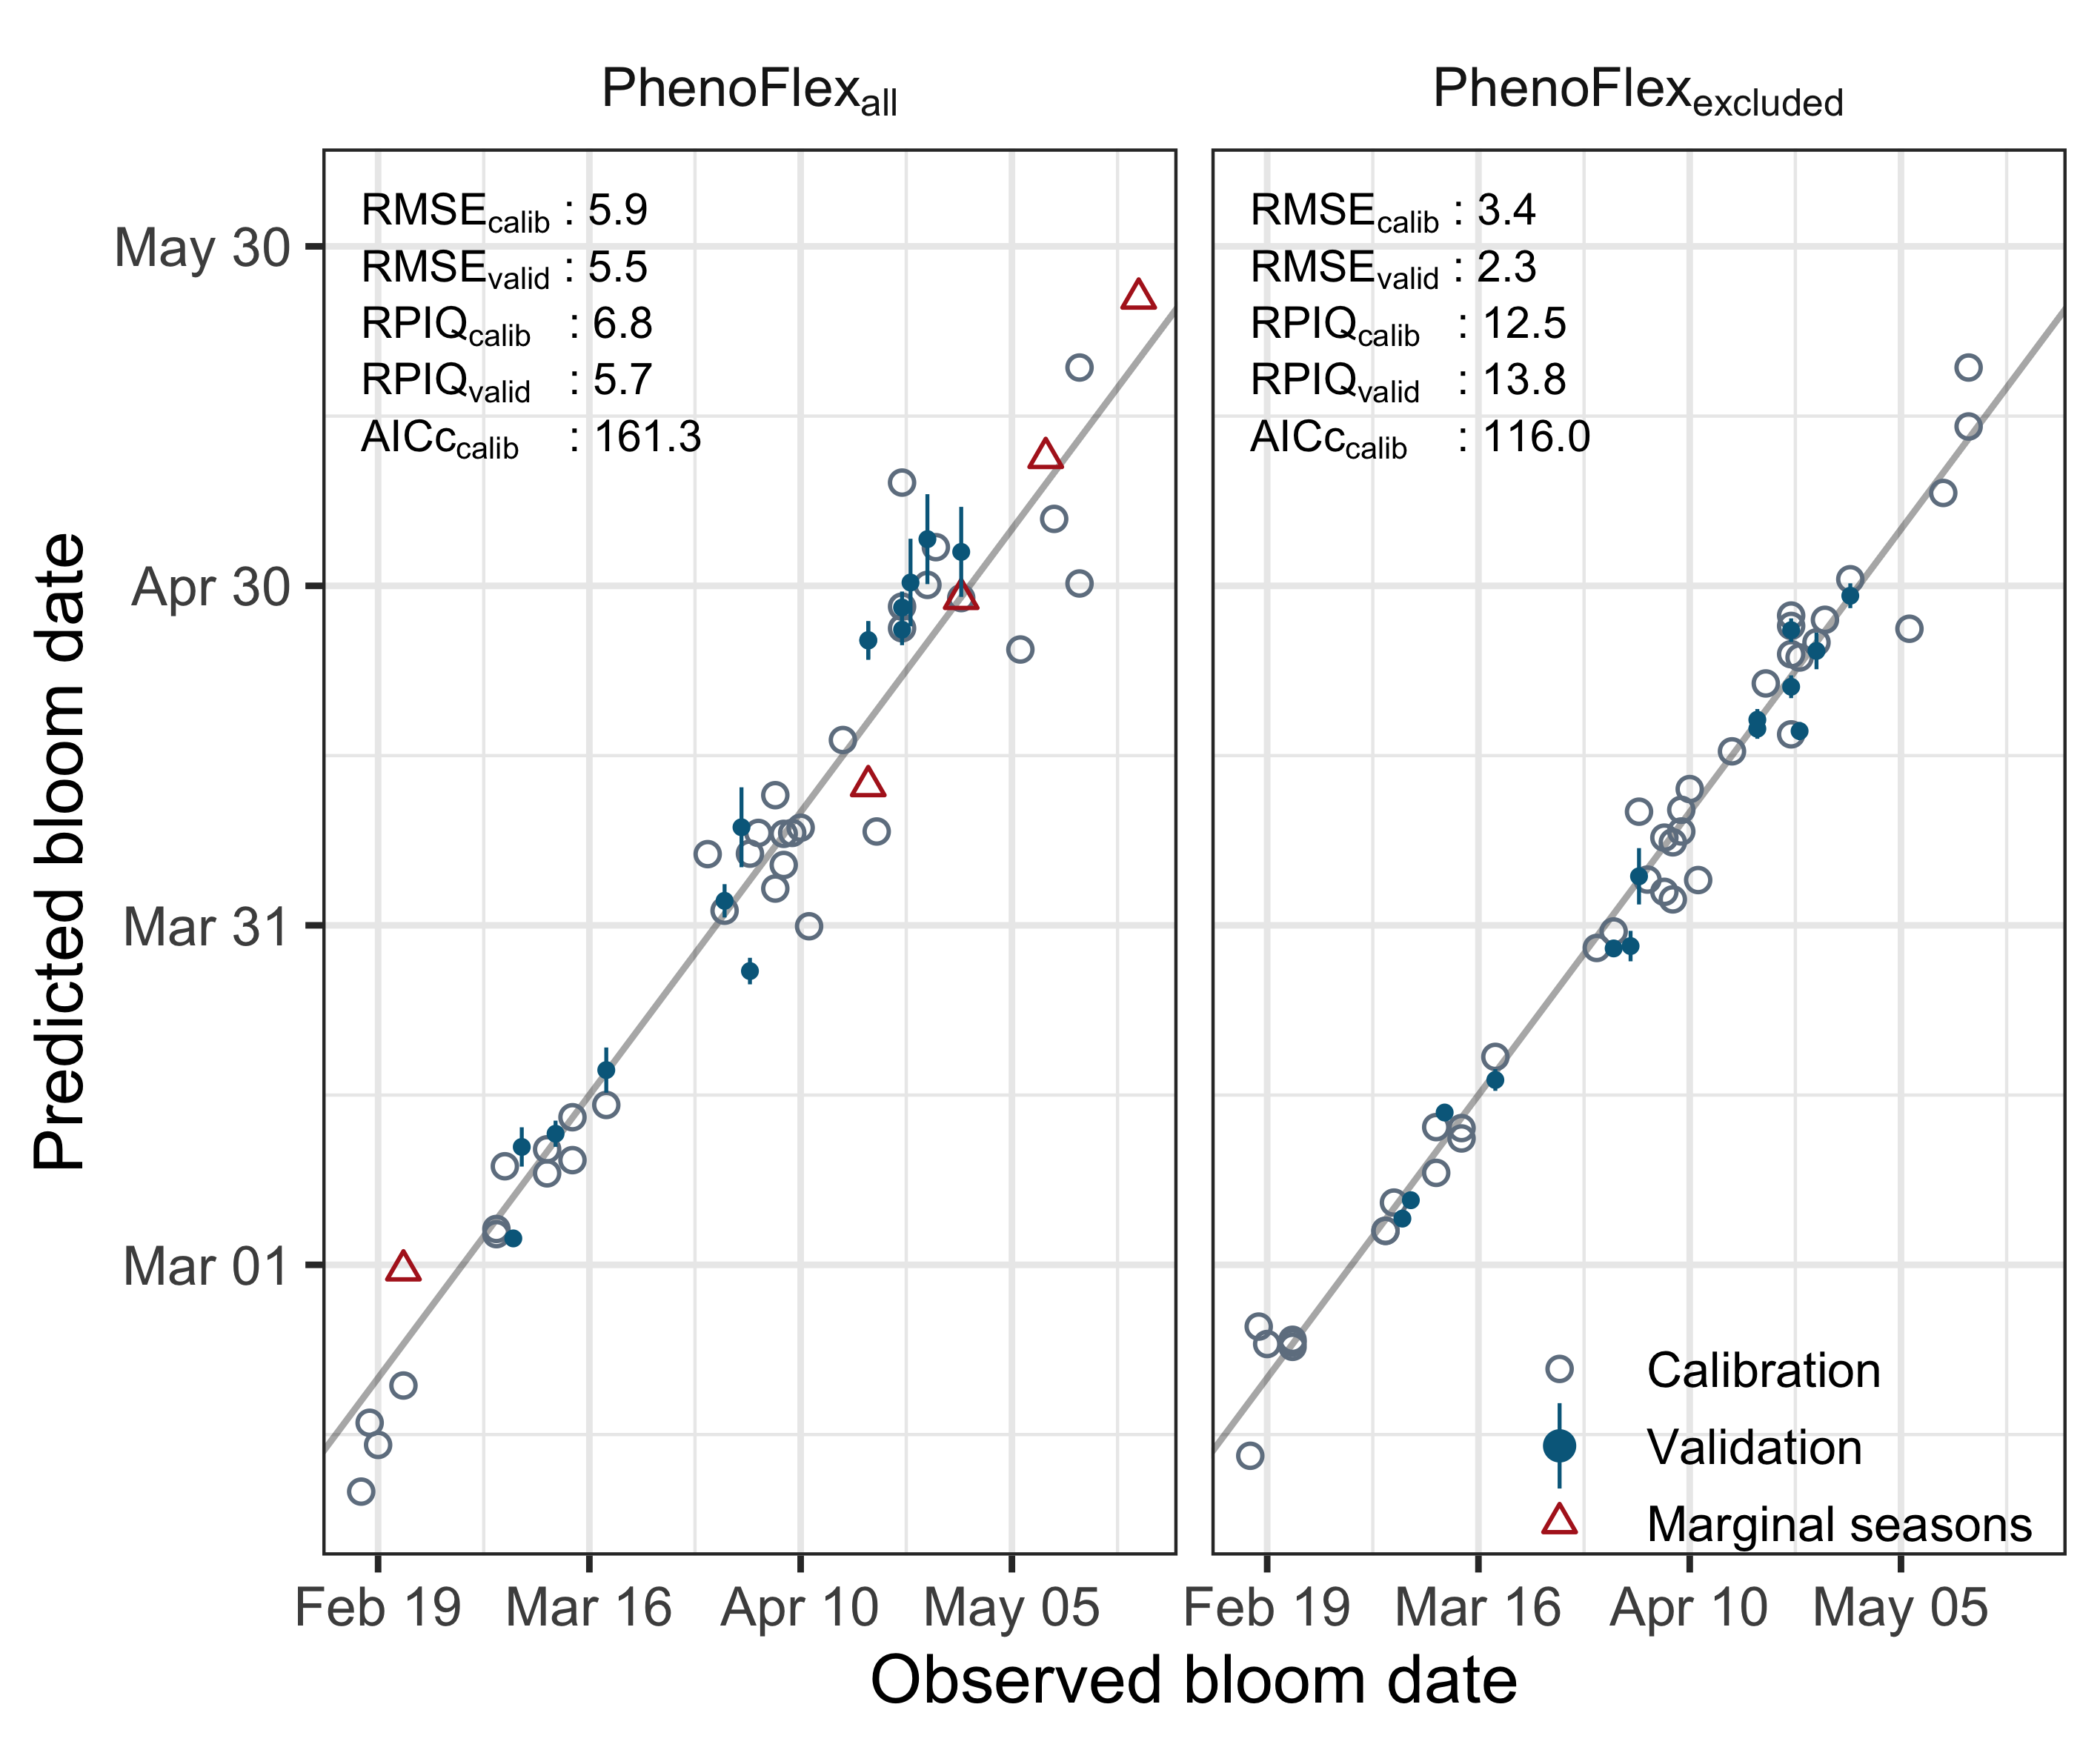 PhenoFlexall
PhenoFlexexcluded
RMSEcalib : 5.9
RMSEvalid : 5.5
RPIQcalib : 6.8
RPIQvalid : 5.7
AICccalib : 161.3
RMSEcalib : 3.4
RMSEvalid : 2.3
RPIQcalib : 12.5
RPIQvalid : 13.8
AICccalib : 116.0
Predicted bloom date
May 30
Apr 30
Mar 31
Mar 01
Calibration
Validation
Marginal seasons
Feb 19 Mar 16 Apr 10 May 05
Feb 19 Mar 16 Apr 10 May 05
Observed bloom date